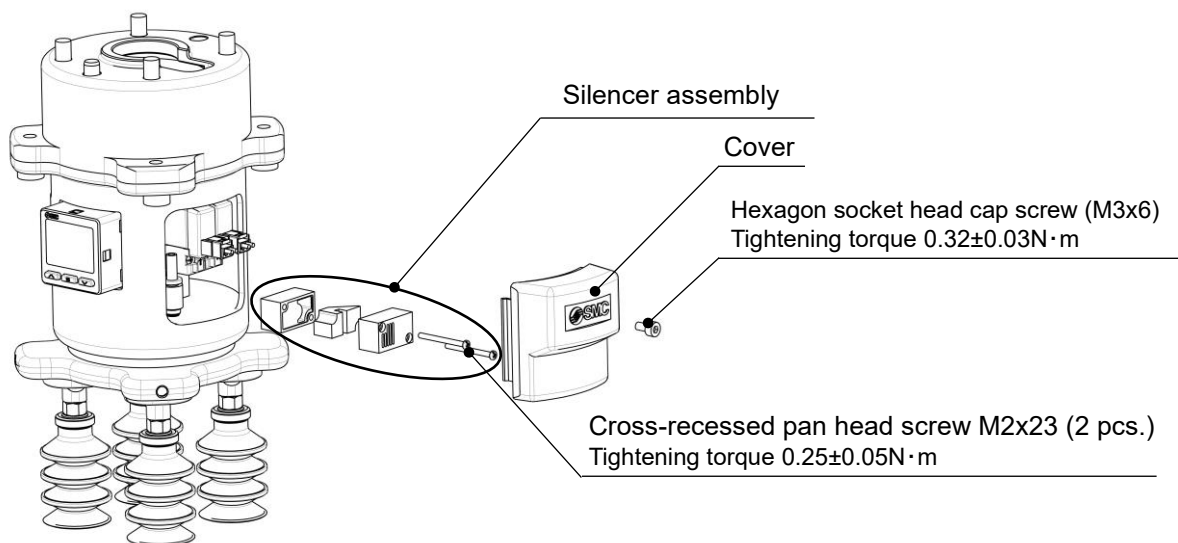 Silencer assembly
Cover
Hexagon socket head cap screw (M3x6)
Tightening torque 0.32±0.03N･m
SMC
Cross-recessed pan head screw M2x23 (2 pcs.)
Tightening torque 0.25±0.05N･m